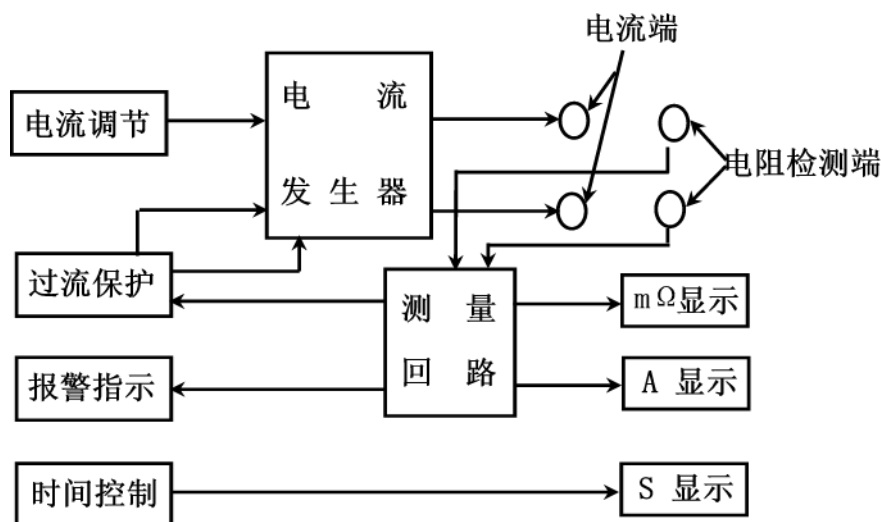 电流端
电流
电流调节
电阻检测端
发生器
过流保护
测量
mΩ显示
回路
报警指示
A 显示
时间控制
S 显示